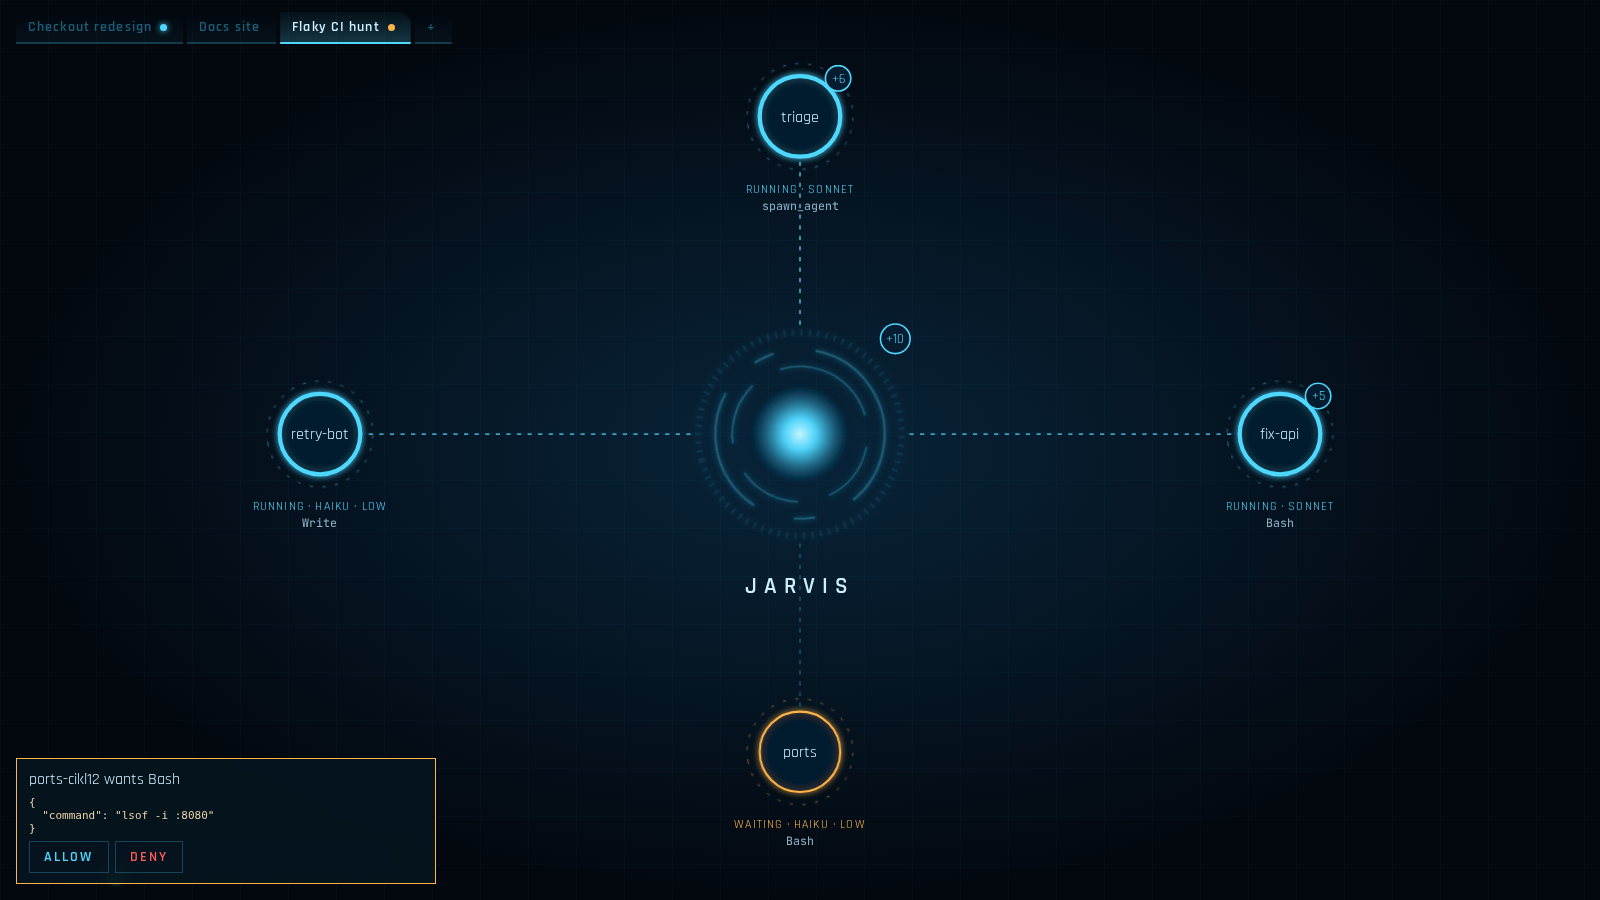 Checkout redesign
Docs site
Flaky CI hunt
+
+6
triage
RUNNING · SONNET
spawn_agent
+10
retry-bot
RUNNING · HAIKU · LOW
Write
+5
fix-api
RUNNING · SONNET
Bash
JARVIS
ports
WAITING · HAIKU · LOW
Bash
ports-cikl12 wants Bash
{
"command": "lsof -i :8080"
}
ALLOW
DENY